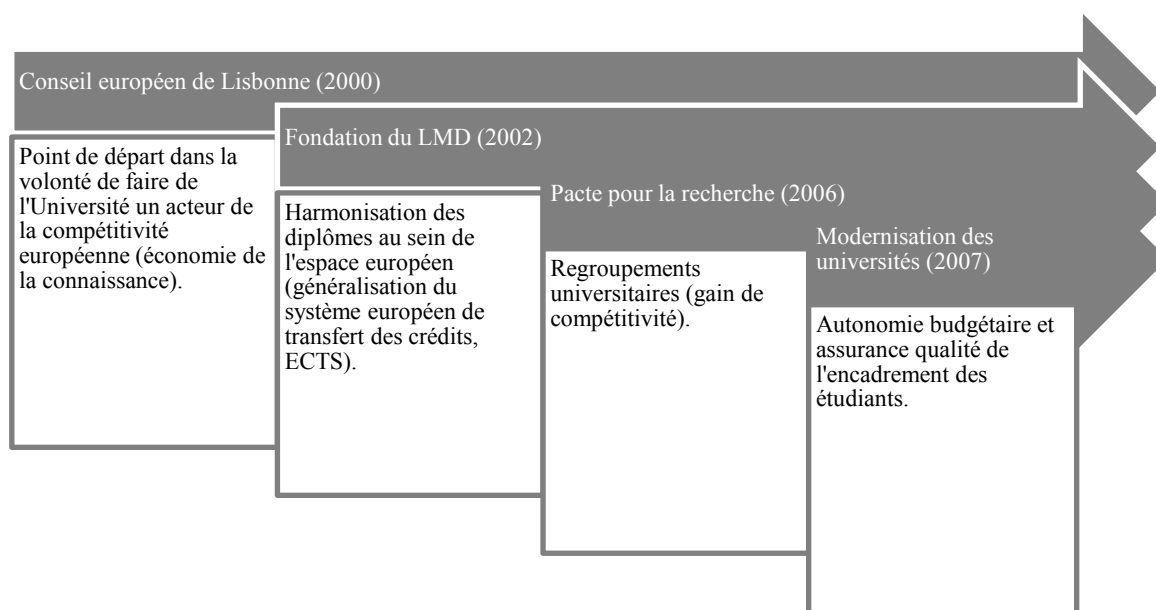 Conseil européen de Lisbonne (2000)
Point de départ dans la
volonté de faire de
l'Université un acteur de
la compétitivité
européenne (économie de
la connaissance).
Fondation du LMD (2002)
Harmonisation des
diplômes au sein de
l'espace européen
(généralisation du
système européen de
transfert des crédits,
ECTS).
Pacte pour la recherche (2006)
Regroupements
universitaires (gain de
compétitivité).
Modernisation des
universités (2007)
Autonomie budgétaire et
assurance qualité de
l'encadrement des
étudiants.